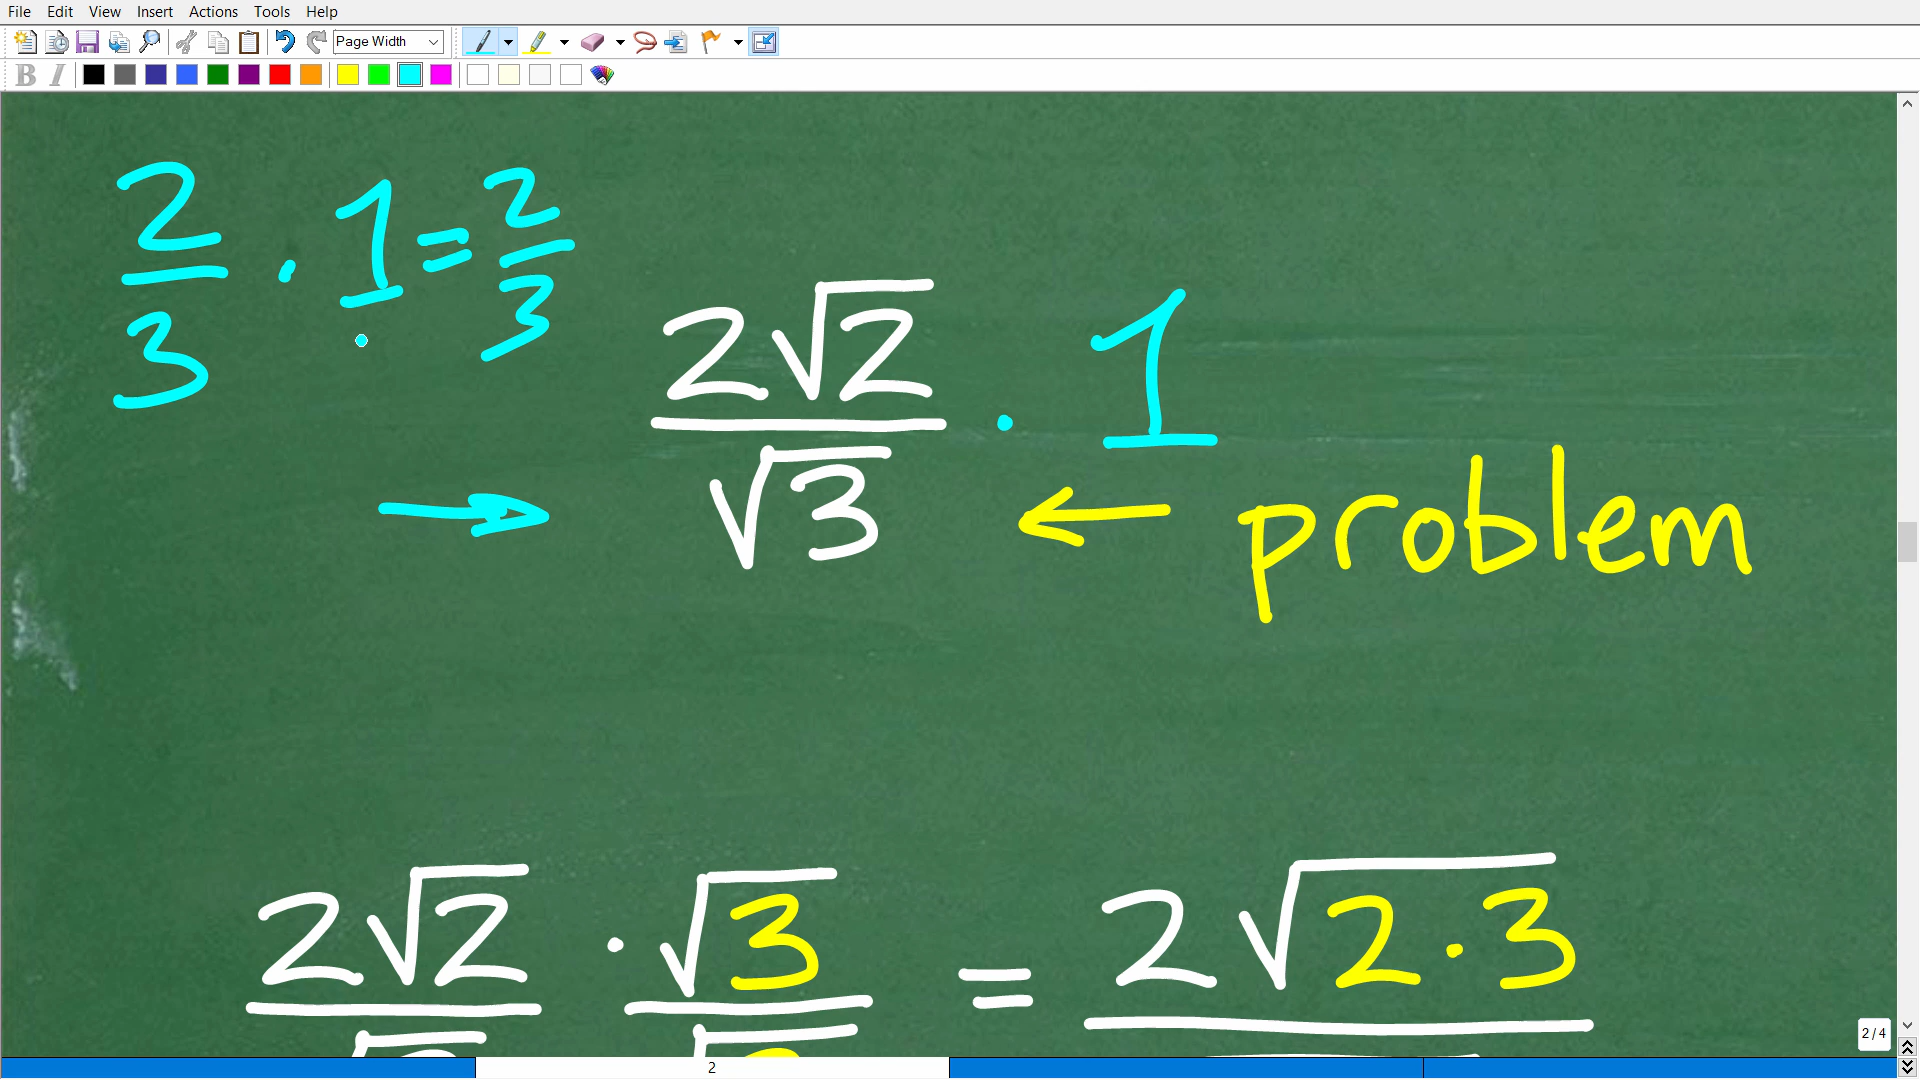 File Edit View Insert Actions Tools Help
Page Width
B I
2/3 · 1 = 2/3
2√2/√3 · 1
→ ← problem
2√2 · √3 = 2√2·3
2 / 4
2